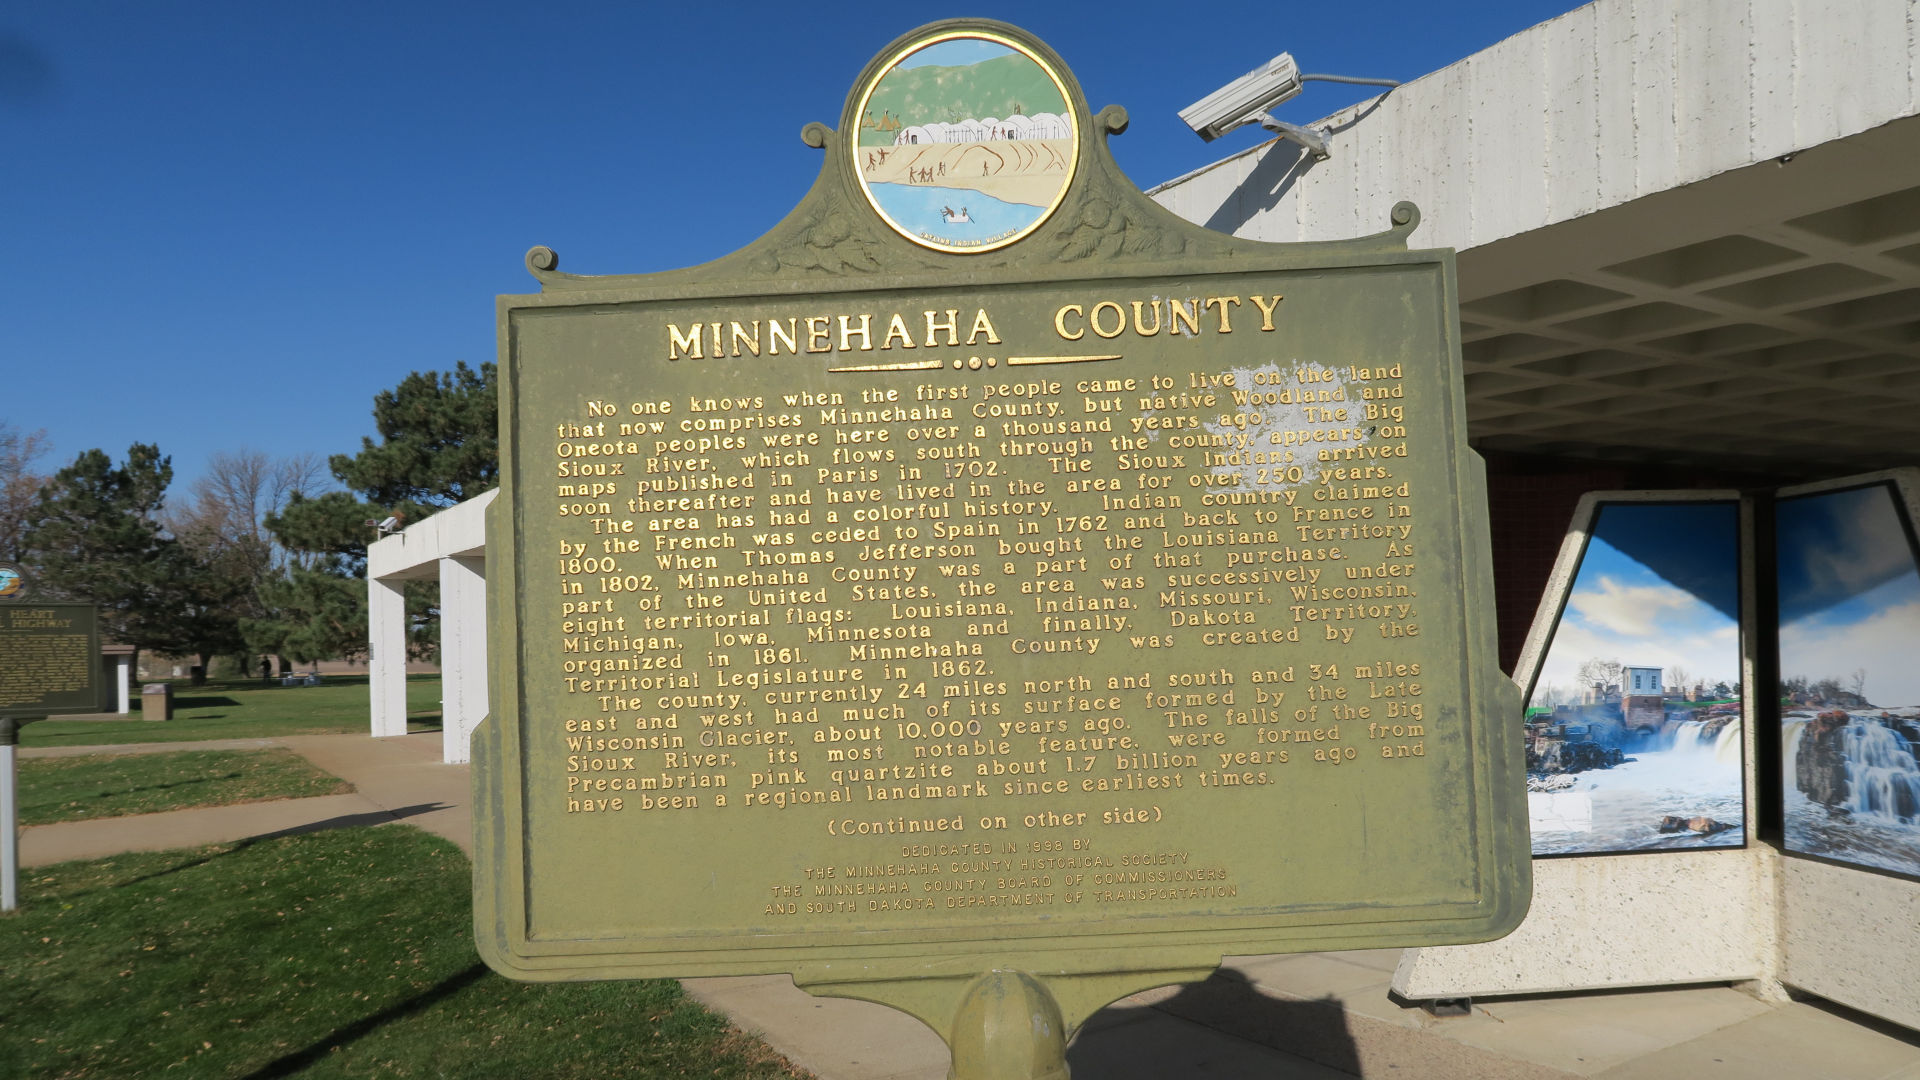 OAYARA INDIAN VILLAGE
MINNEHAHA COUNTY
No one knows when the first people came to live on the land
that now comprises Minnehaha County, but native Woodland and
Oneota peoples were here over a thousand years ago. The Big
Sioux River, which flows south through the county, appears on
maps published in Paris in 1702. The Sioux Indians arrived
soon thereafter and have lived in the area for over 250 years.
The area has had a colorful history. Indian country claimed
by the French was ceded to Spain in 1762 and back to France in
1800. When Thomas Jefferson bought the Louisiana Territory
in 1802, Minnehaha County was a part of that purchase. As
part of the United States, the area was successively under
eight territorial flags: Louisiana, Indiana, Missouri, Wisconsin,
Michigan, Iowa, Minnesota and finally, Dakota Territory,
organized in 1861. Minnehaha County was created by the
Territorial Legislature in 1862.
The county, currently 24 miles north and south and 34 miles
east and west had much of its surface formed by the Late
Wisconsin Glacier, about 10,000 years ago. The falls of the Big
Sioux River, its most notable feature, were formed from
Precambrian pink quartzite about 1.7 billion years ago and
have been a regional landmark since earliest times.
(Continued on other side)
DEDICATED IN 1998 BY
THE MINNEHAHA COUNTY HISTORICAL SOCIETY
THE MINNEHAHA COUNTY BOARD OF COMMISSIONERS
AND SOUTH DAKOTA DEPARTMENT OF TRANSPORTATION
HEART
HIGHWAY